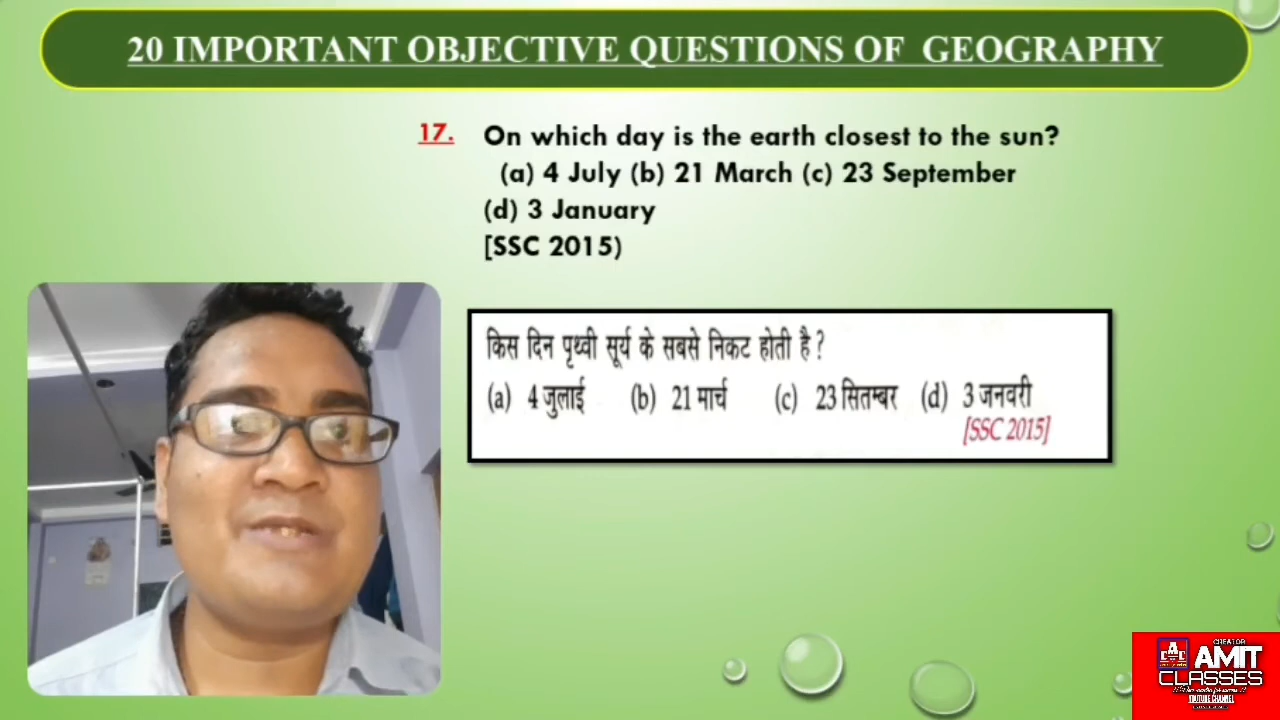 20 IMPORTANT OBJECTIVE QUESTIONS OF GEOGRAPHY
17. On which day is the earth closest to the sun?
(a) 4 July (b) 21 March (c) 23 September
(d) 3 January
[SSC 2015)
किस दिन पृथ्वी सूर्य के सबसे निकट होती है ?
(a) 4 जुलाई (b) 21 मार्च (c) 23 सितम्बर (d) 3 जनवरी
[SSC 2015]
CREATOR
AMIT
CLASSES
YOUTUBE CHANNEL